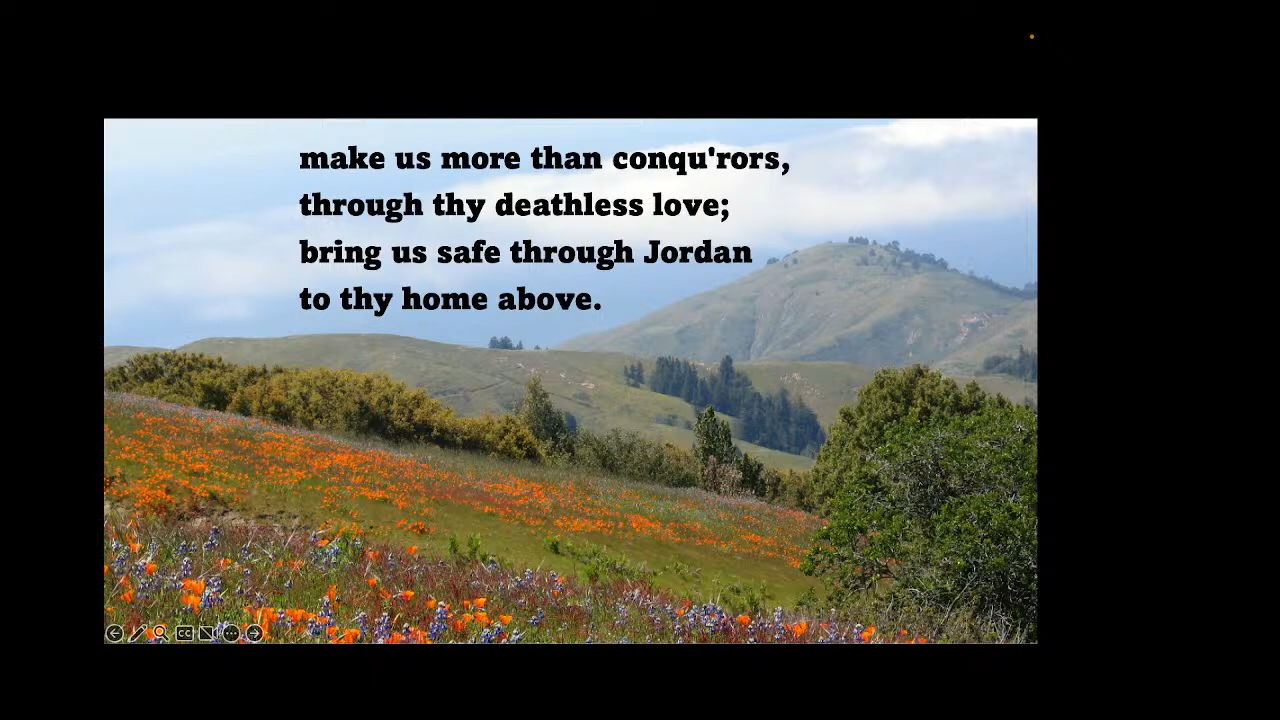 make us more than conqu'rors,
through thy deathless love;
bring us safe through Jordan
to thy home above.
CC